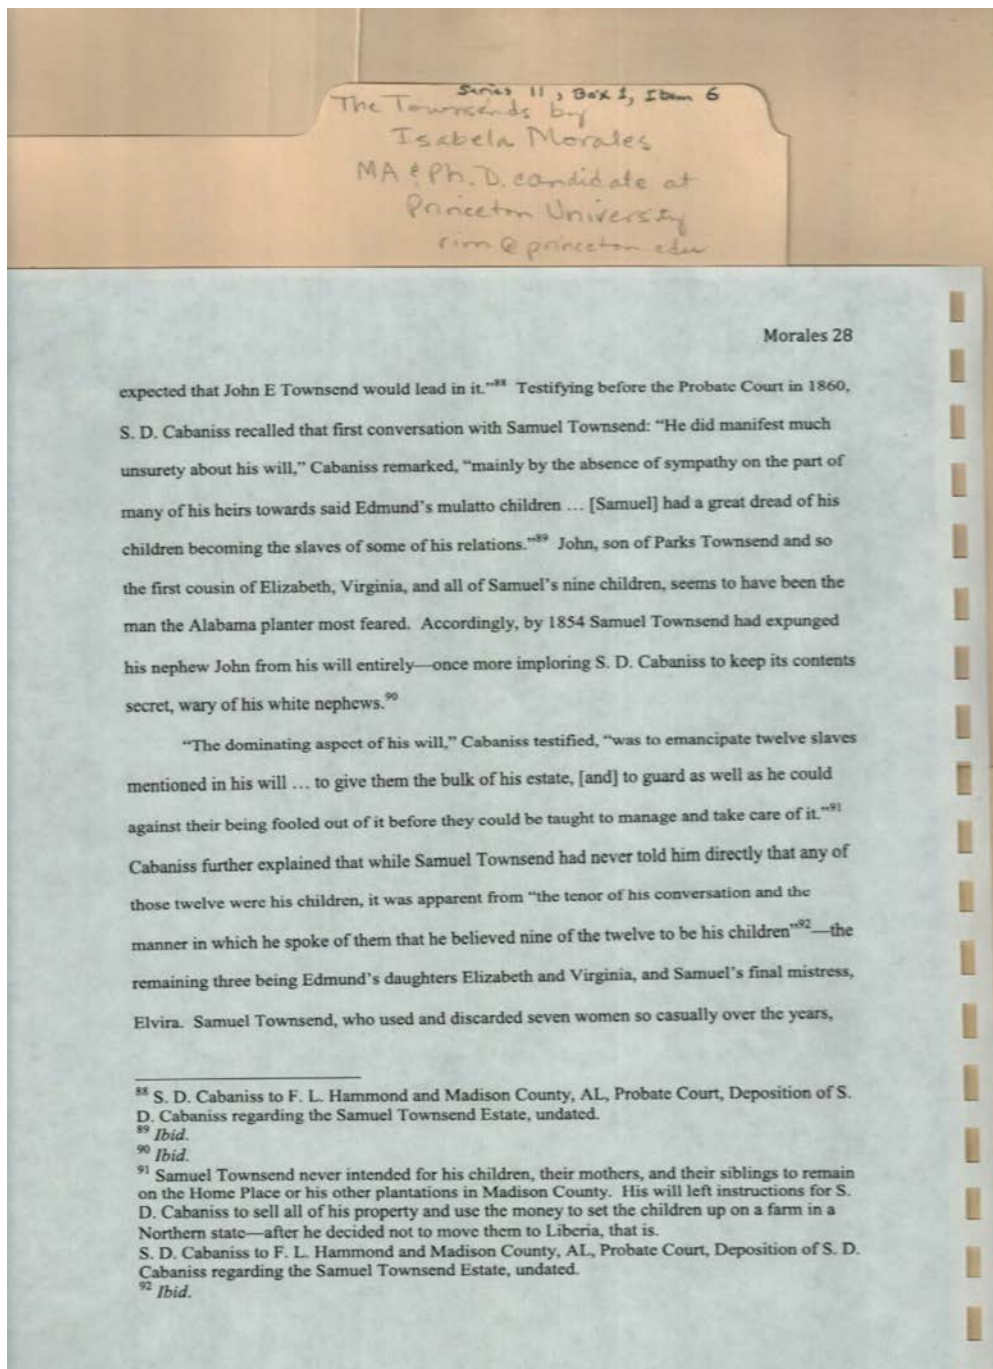 Series 11, Box 1, Item 6
The Townsends by
Isabela Morales
MA & Ph.D. candidate at
Princeton University
rim@princeton edu
Morales 28
expected that John E Townsend would lead in it."88 Testifying before the Probate Court in 1860,
S. D. Cabaniss recalled that first conversation with Samuel Townsend: "He did manifest much
unsurety about his will," Cabaniss remarked, "mainly by the absence of sympathy on the part of
many of his heirs towards said Edmund's mulatto children … [Samuel] had a great dread of his
children becoming the slaves of some of his relations."89 John, son of Parks Townsend and so
the first cousin of Elizabeth, Virginia, and all of Samuel's nine children, seems to have been the
man the Alabama planter most feared. Accordingly, by 1854 Samuel Townsend had expunged
his nephew John from his will entirely—once more imploring S. D. Cabaniss to keep its contents
secret, wary of his white nephews.90
"The dominating aspect of his will," Cabaniss testified, "was to emancipate twelve slaves
mentioned in his will … to give them the bulk of his estate, [and] to guard as well as he could
against their being fooled out of it before they could be taught to manage and take care of it."91
Cabaniss further explained that while Samuel Townsend had never told him directly that any of
those twelve were his children, it was apparent from "the tenor of his conversation and the
manner in which he spoke of them that he believed nine of the twelve to be his children"92—the
remaining three being Edmund's daughters Elizabeth and Virginia, and Samuel's final mistress,
Elvira. Samuel Townsend, who used and discarded seven women so casually over the years,
88 S. D. Cabaniss to F. L. Hammond and Madison County, AL, Probate Court, Deposition of S.
D. Cabaniss regarding the Samuel Townsend Estate, undated.
89 Ibid.
90 Ibid.
91 Samuel Townsend never intended for his children, their mothers, and their siblings to remain
on the Home Place or his other plantations in Madison County. His will left instructions for S.
D. Cabaniss to sell all of his property and use the money to set the children up on a farm in a
Northern state—after he decided not to move them to Liberia, that is.
S. D. Cabaniss to F. L. Hammond and Madison County, AL, Probate Court, Deposition of S. D.
Cabaniss regarding the Samuel Townsend Estate, undated.
92 Ibid.